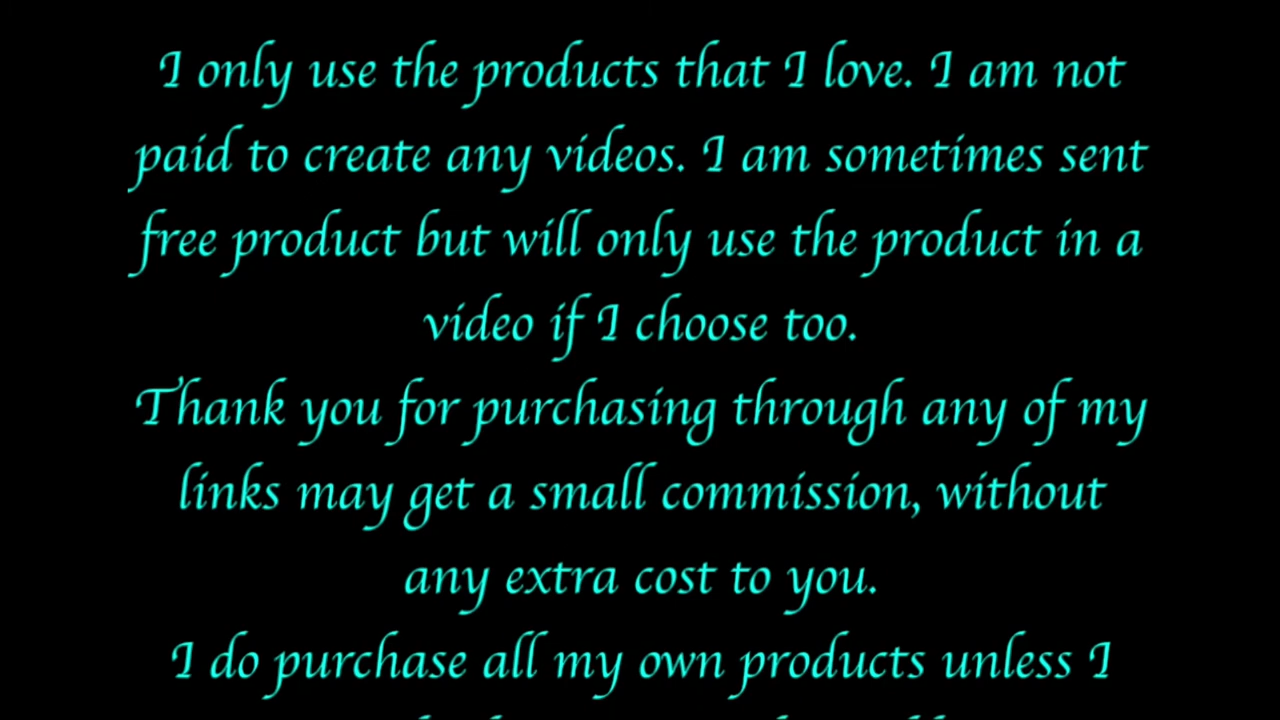 I only use the products that I love. I am not
paid to create any videos. I am sometimes sent
free product but will only use the product in a
video if I choose too.
Thank you for purchasing through any of my
links may get a small commission, without
any extra cost to you.
I do purchase all my own products unless I